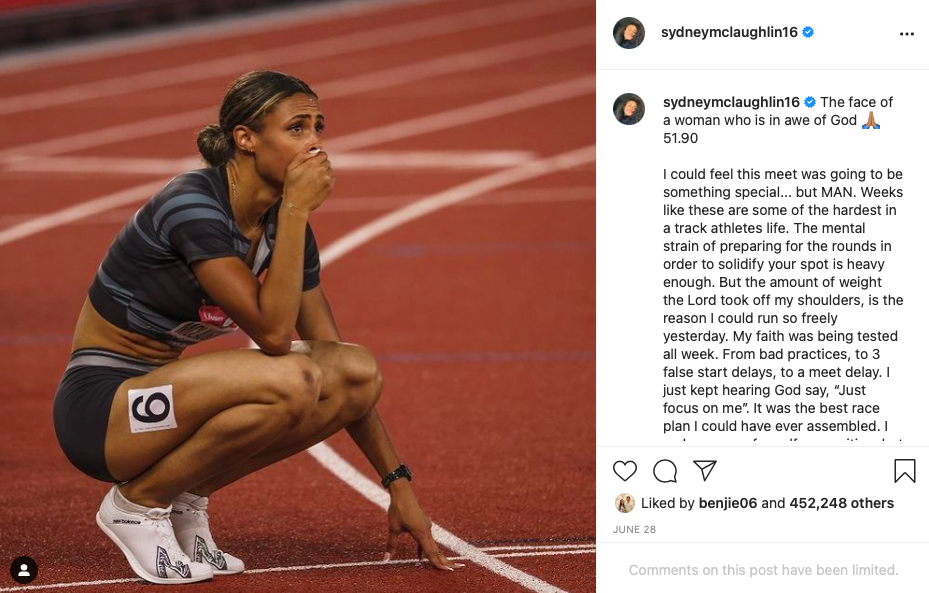 sydneymclaughlin16
sydneymclaughlin16 The face of
a woman who is in awe of God 🙏🏾
51.90
I could feel this meet was going to be
something special... but MAN. Weeks
like these are some of the hardest in
a track athletes life. The mental
strain of preparing for the rounds in
order to solidify your spot is heavy
enough. But the amount of weight
the Lord took off my shoulders, is the
reason I could run so freely
yesterday. My faith was being tested
all week. From bad practices, to 3
false start delays, to a meet delay. I
just kept hearing God say, “Just
focus on me”. It was the best race
plan I could have ever assembled. I
6
new balance
Liked by benjie06 and 452,248 others
JUNE 28
Comments on this post have been limited.